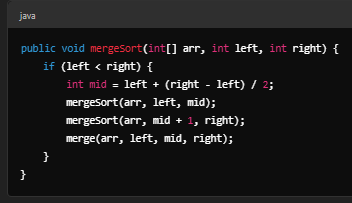 java
public void mergeSort(int[] arr, int left, int right) {
    if (left < right) {
        int mid = left + (right - left) / 2;
        mergeSort(arr, left, mid);
        mergeSort(arr, mid + 1, right);
        merge(arr, left, mid, right);
    }
}